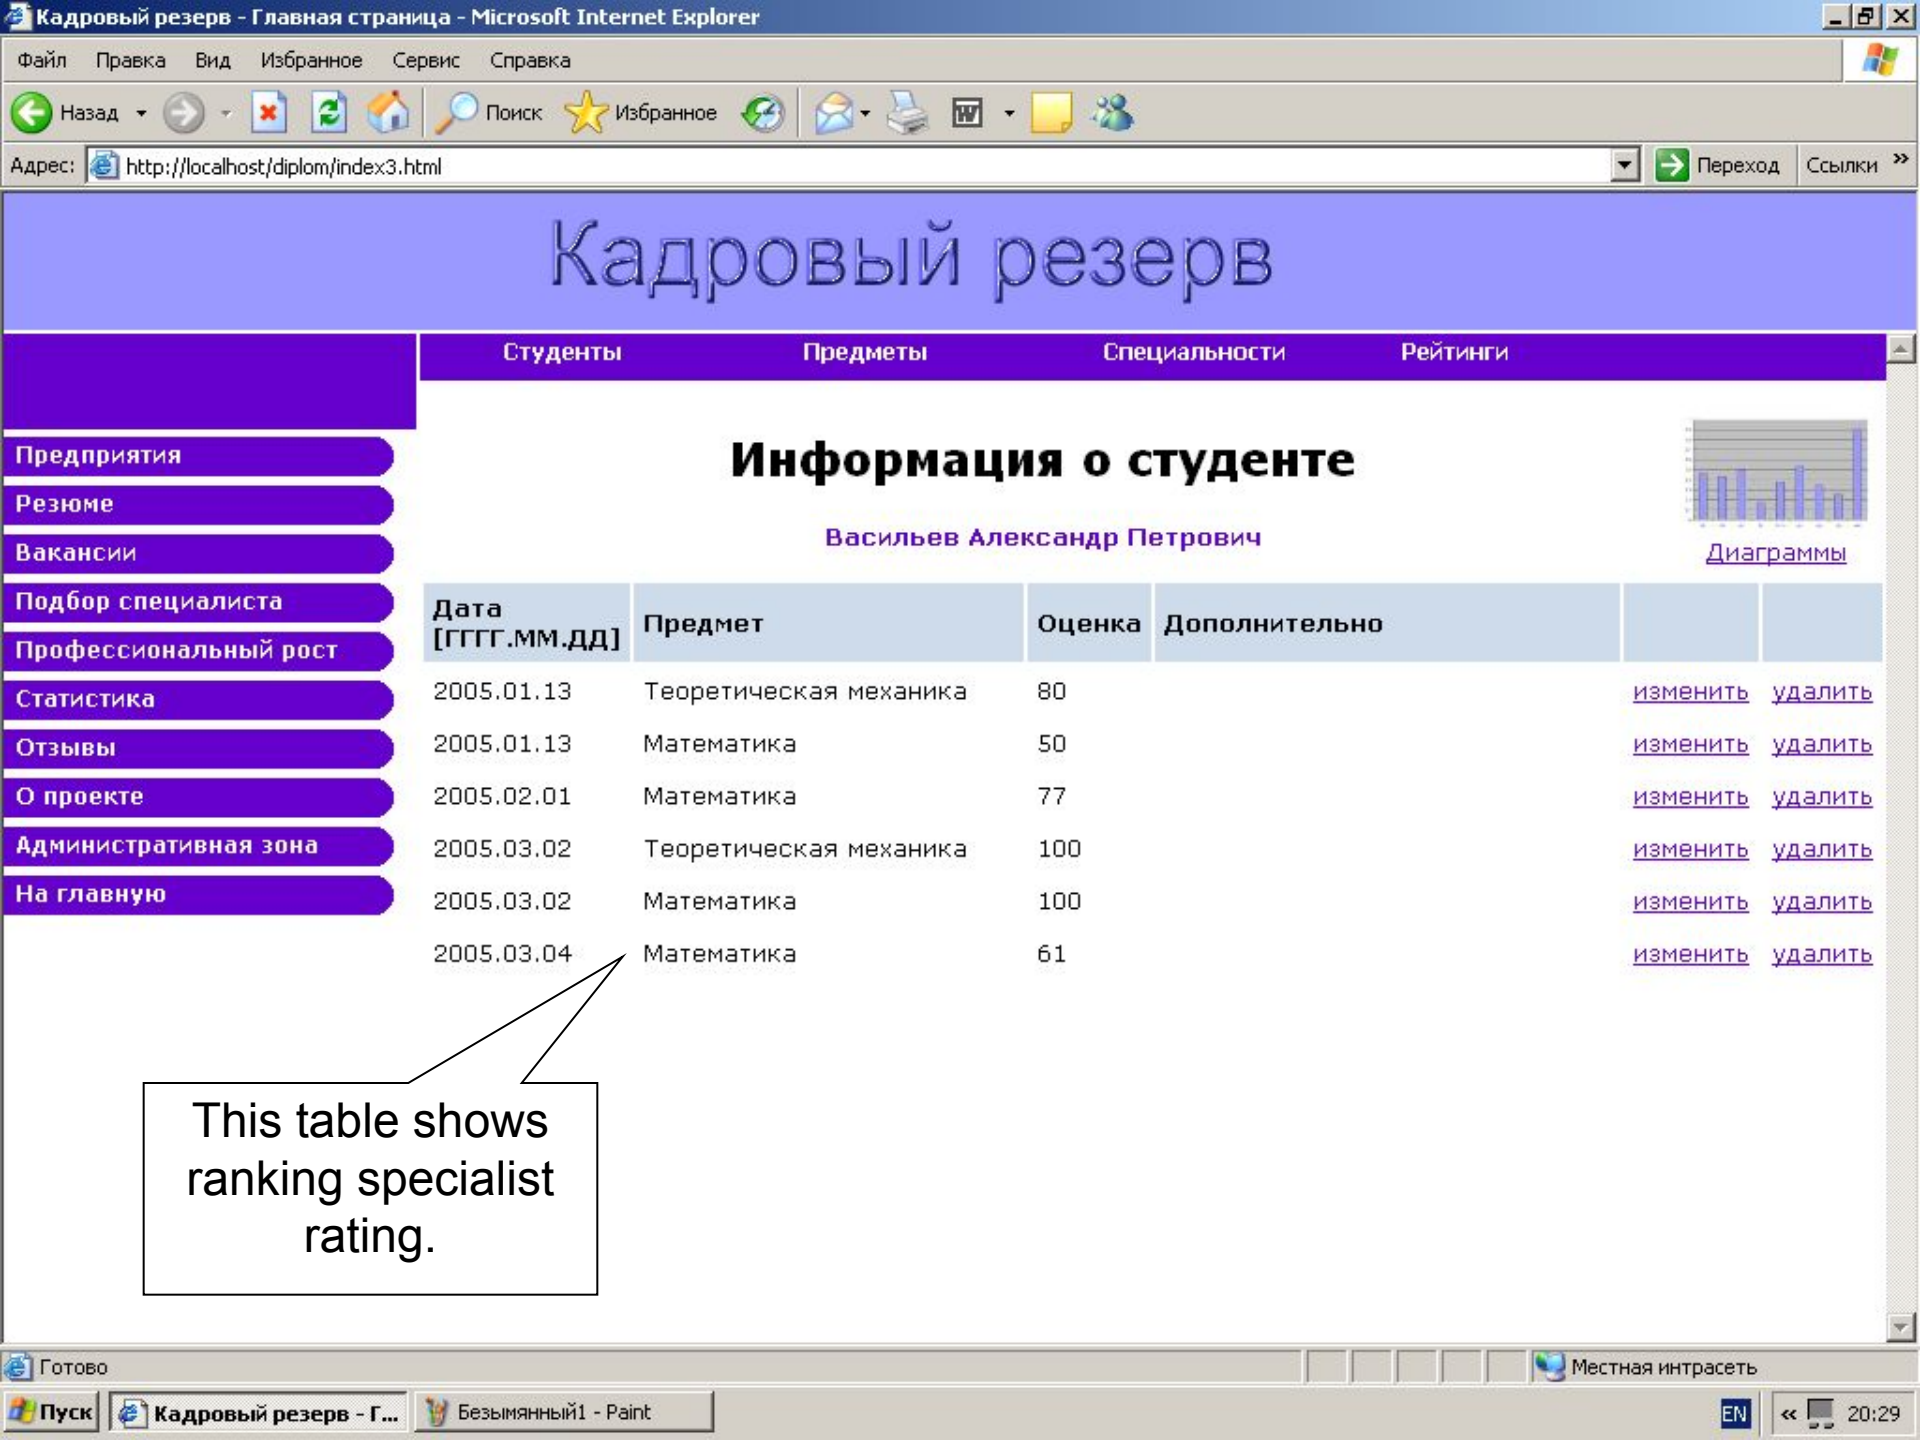 Кадровый резерв - Главная страница - Microsoft Internet Explorer
Файл Правка Вид Избранное Сервис Справка
Назад Поиск Избранное
Адрес: http://localhost/diplom/index3.html Переход Ссылки »
Кадровый резерв
Студенты Предметы Специальности Рейтинги
Предприятия
Резюме
Вакансии
Подбор специалиста
Профессиональный рост
Статистика
Отзывы
О проекте
Административная зона
На главную
Информация о студенте
Васильев Александр Петрович
Диаграммы
Дата
[ГГГГ.ММ.ДД] Предмет Оценка Дополнительно
2005.01.13 Теоретическая механика 80 изменить удалить
2005.01.13 Математика 50 изменить удалить
2005.02.01 Математика 77 изменить удалить
2005.03.02 Теоретическая механика 100 изменить удалить
2005.03.02 Математика 100 изменить удалить
2005.03.04 Математика 61 изменить удалить
This table shows
ranking specialist
rating.
Готово Местная интрасеть
Пуск Кадровый резерв - Г... Безымянный1 - Paint EN « 20:29